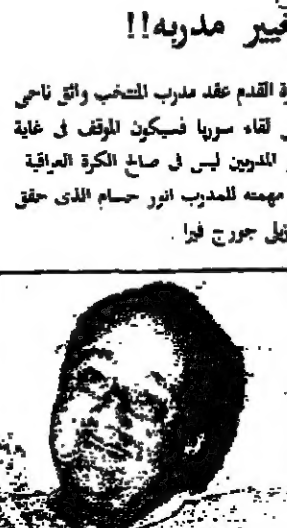 تغيير مدربه!!
ة القدم عقد مدرب المنتخب واثق ناجي
لقاء سوريا فسيكون الموقف في غاية
المدربين ليس في صالح الكرة العراقية
مهمته للمدرب انور حسام الذى حقق
جورج فيرا .